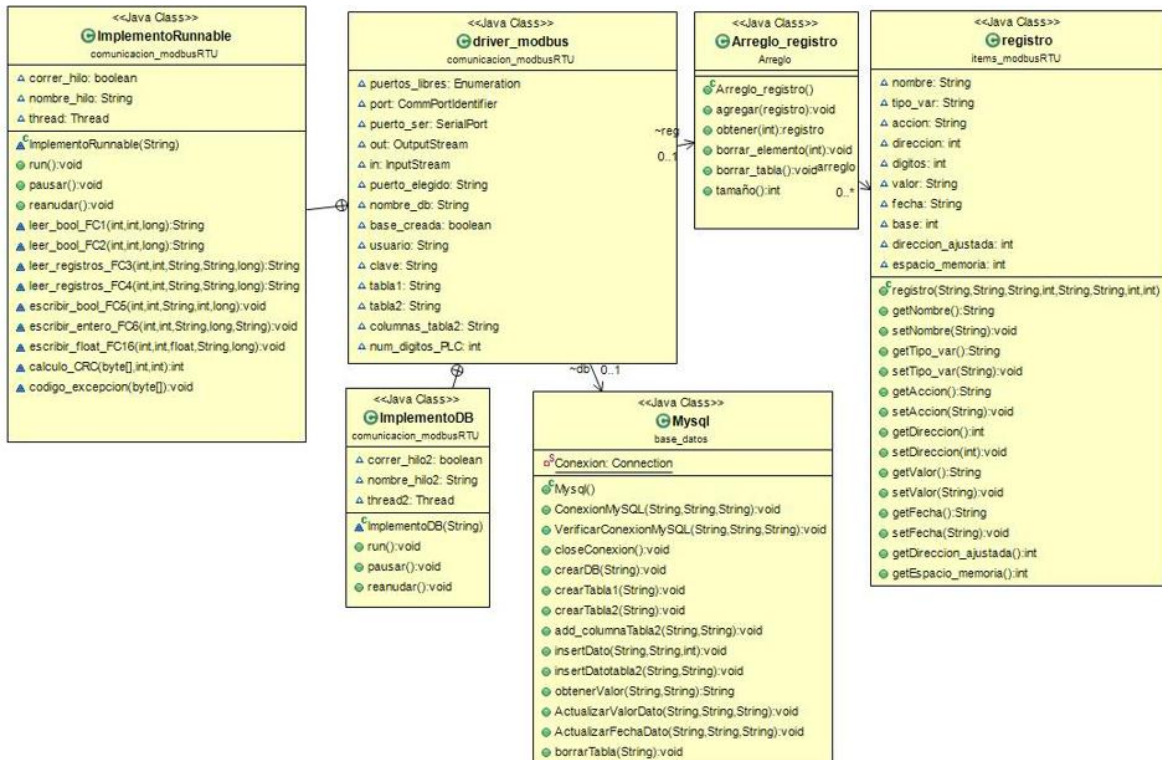 <<Java Class>>
ImplementoRunnable
comunicacion_modbusRTU
correr_hilo: boolean
nombre_hilo: String
thread: Thread
ImplementoRunnable(String)
run():void
pausar():void
reanudar():void
leer_bool_FC1(int,int,long):String
leer_bool_FC2(int,int,long):String
leer_registros_FC3(int,int,String,String,long):String
leer_registros_FC4(int,int,String,String,long):String
escribir_bool_FC5(int,int,String,int,long):void
escribir_entero_FC6(int,int,String,long,String):void
escribir_float_FC16(int,int,float,String,long):void
calculo_CRC(byte[],int,int):int
codigo_excepcion(byte[]):void
<<Java Class>>
driver_modbus
comunicacion_modbusRTU
puertos_libres: Enumeration
port: CommPortIdentifier
puerto_ser: SerialPort
out: OutputStream
in: InputStream
puerto_elegido: String
nombre_db: String
base_creada: boolean
usuario: String
clave: String
tabla1: String
tabla2: String
columnas_tabla2: String
num_digitos_PLC: int
~reg
0..1
<<Java Class>>
Arreglo_registro
Arreglo
Arreglo_registro()
agregar(registro):void
obtener(int):registro
borrar_elemento(int):void
borrar_tabla():void
tamaño():int
arreglo
0..*
<<Java Class>>
registro
items_modbusRTU
nombre: String
tipo_var: String
accion: String
direccion: int
digitos: int
valor: String
fecha: String
base: int
direccion_ajustada: int
espacio_memoria: int
registro(String,String,String,int,String,String,int,int)
getNombre():String
setNombre(String):void
getTipo_var():String
setTipo_var(String):void
getAccion():String
setAccion(String):void
getDireccion():int
setDireccion(int):void
getValor():String
setValor(String):void
getFecha():String
setFecha(String):void
getDireccion_ajustada():int
getEspacio_memoria():int
<<Java Class>>
ImplementoDB
comunicacion_modbusRTU
correr_hilo2: boolean
nombre_hilo2: String
thread2: Thread
ImplementoDB(String)
run():void
pausar():void
reanudar():void
~db
0..1
<<Java Class>>
Mysql
base_datos
Conexion: Connection
Mysql()
ConexionMySQL(String,String,String):void
VerificarConexionMySQL(String,String,String):void
closeConexion():void
crearDB(String):void
crearTabla1(String):void
crearTabla2(String):void
add_columnaTabla2(String,String):void
insertDato(String,String,int):void
insertDatotabla2(String,String):void
obtenerValor(String,String):String
ActualizarValorDato(String,String,String):void
ActualizarFechaDato(String,String,String):void
borrarTabla(String):void